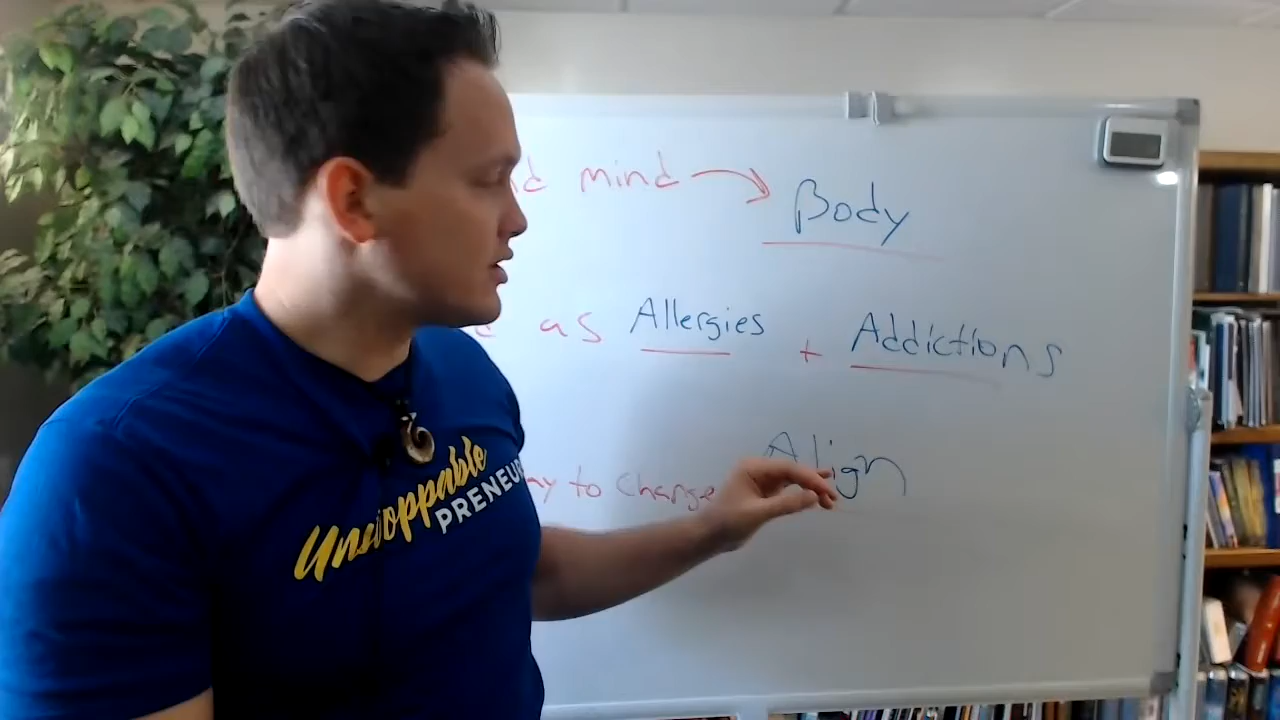 mind → Body
as Allergies + Addictions
to Change Align
Unstoppable
PRENEUR